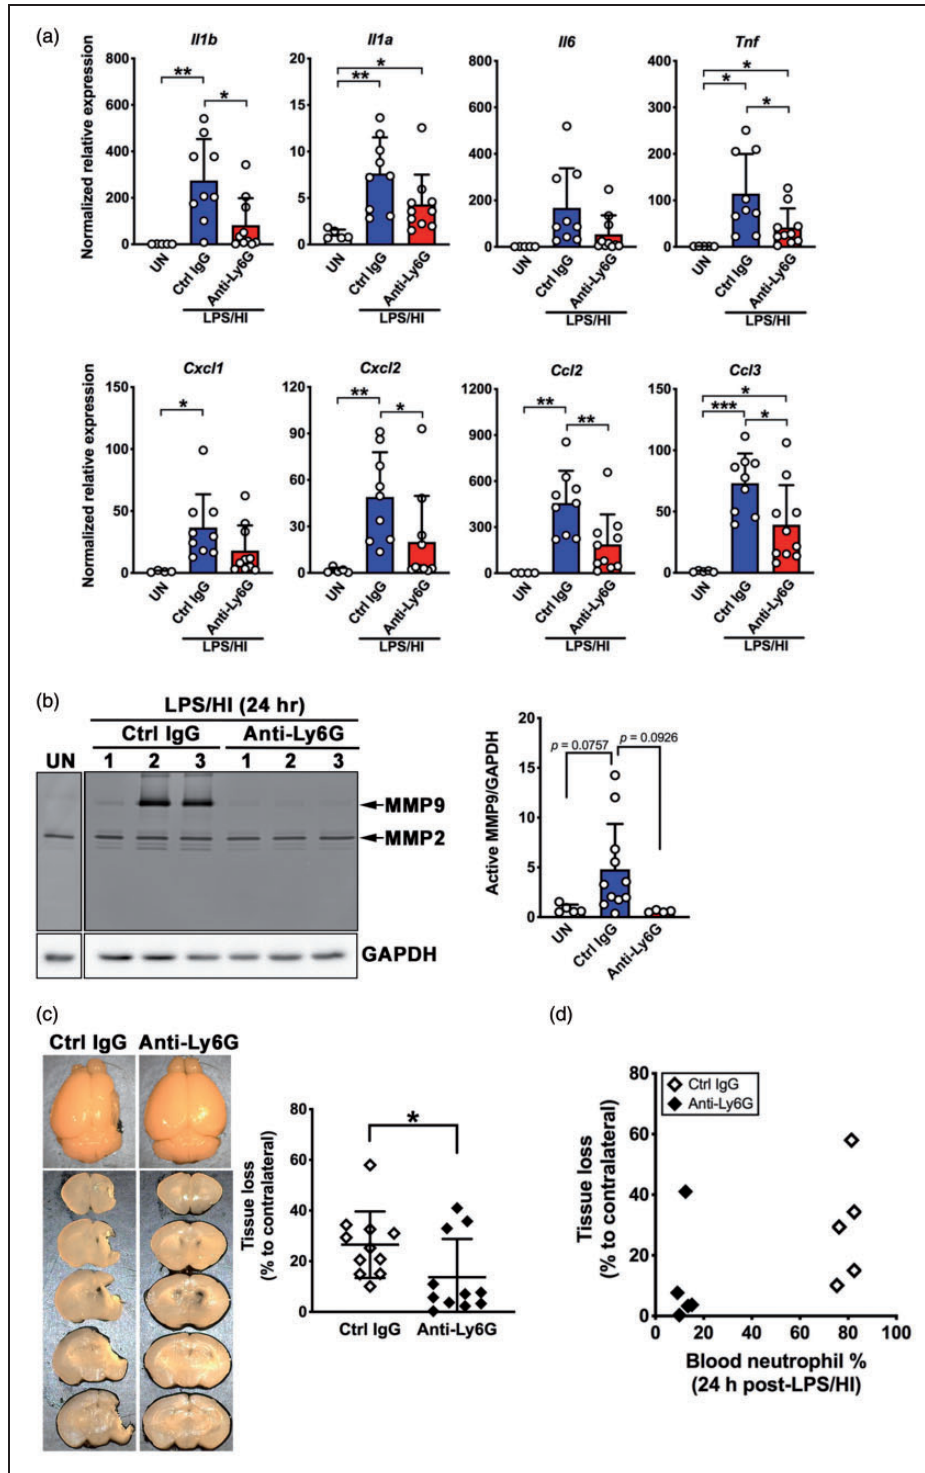 (a)
Il1b
Il1a
Il6
Tnf
Normalized relative expression
800
600
400
200
0
**
*
UN
Ctrl IgG
Anti-Ly6G
LPS/HI
20
15
10
5
0
*
**
UN
Ctrl IgG
Anti-Ly6G
LPS/HI
800
600
400
200
0
UN
Ctrl IgG
Anti-Ly6G
LPS/HI
400
300
200
100
0
*
*
*
UN
Ctrl IgG
Anti-Ly6G
LPS/HI
Cxcl1
Cxcl2
Ccl2
Ccl3
Normalized relative expression
150
100
50
0
*
UN
Ctrl IgG
Anti-Ly6G
LPS/HI
120
90
60
30
0
**
*
UN
Ctrl IgG
Anti-Ly6G
LPS/HI
1200
900
600
300
0
**
**
UN
Ctrl IgG
Anti-Ly6G
LPS/HI
150
100
50
0
*
***
*
UN
Ctrl IgG
Anti-Ly6G
LPS/HI
(b)
LPS/HI (24 hr)
Ctrl IgG Anti-Ly6G
UN 1 2 3 1 2 3
MMP9
MMP2
GAPDH
Active MMP9/GAPDH
20
15
10
5
0
p = 0.0757
p = 0.0926
UN
Ctrl IgG
Anti-Ly6G
(c)
Ctrl IgG Anti-Ly6G
Tissue loss
(% to contralateral)
80
60
40
20
0
*
Ctrl IgG Anti-Ly6G
(d)
Ctrl IgG
Anti-Ly6G
Tissue loss
(% to contralateral)
80
60
40
20
0
0 20 40 60 80 100
Blood neutrophil %
(24 h post-LPS/HI)